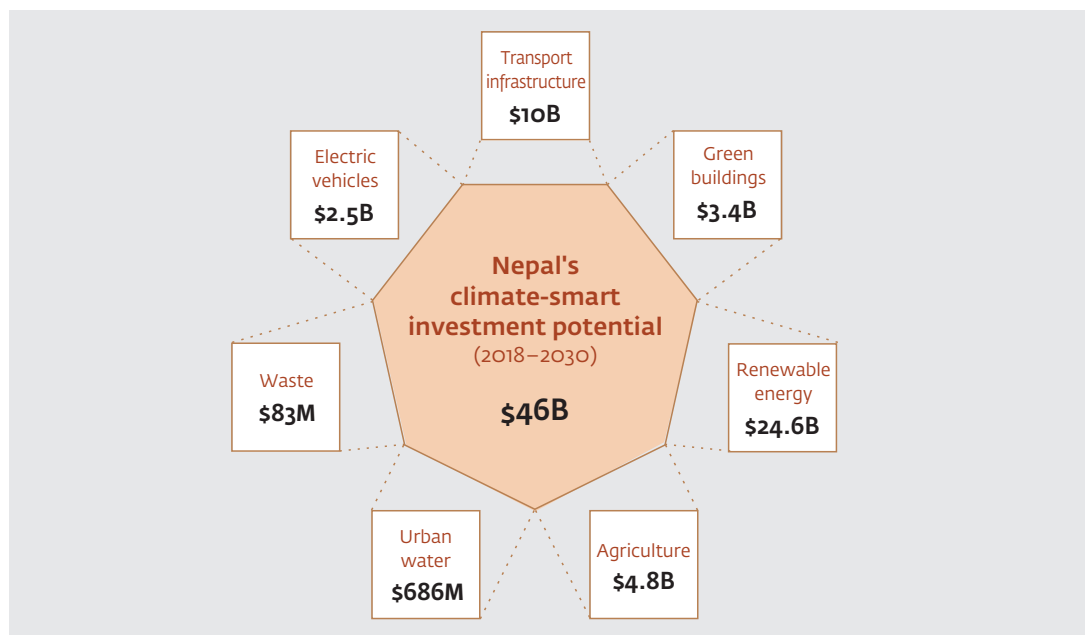 Transport
infrastructure
$10B
Green
buildings
$3.4B
Electric
vehicles
$2.5B
Nepal's
climate-smart
investment potential
(2018–2030)
$46B
Renewable
energy
$24.6B
Waste
$83M
Urban
water
$686M
Agriculture
$4.8B